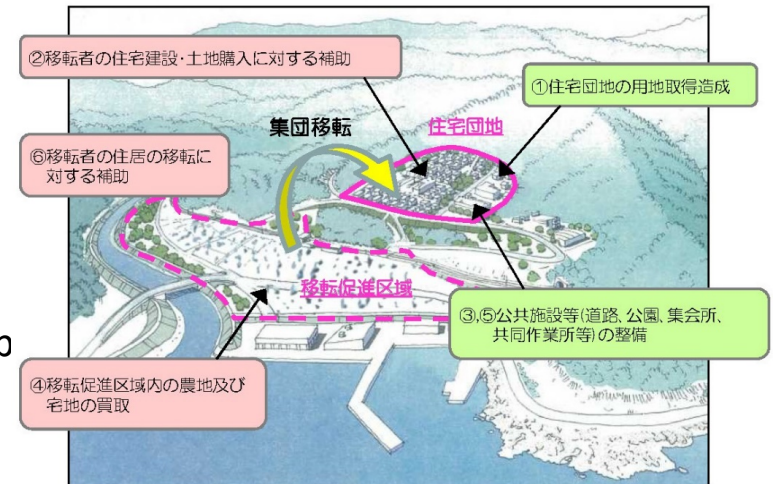 ②移転者の住宅建設・土地購入に対する補助
①住宅団地の用地取得造成
集団移転
住宅団地
⑥移転者の住居の移転に
対する補助
移転促進区域
③,⑤公共施設等(道路、公園、集会所、
共同作業所等)の整備
④移転促進区域内の農地及び
宅地の買取